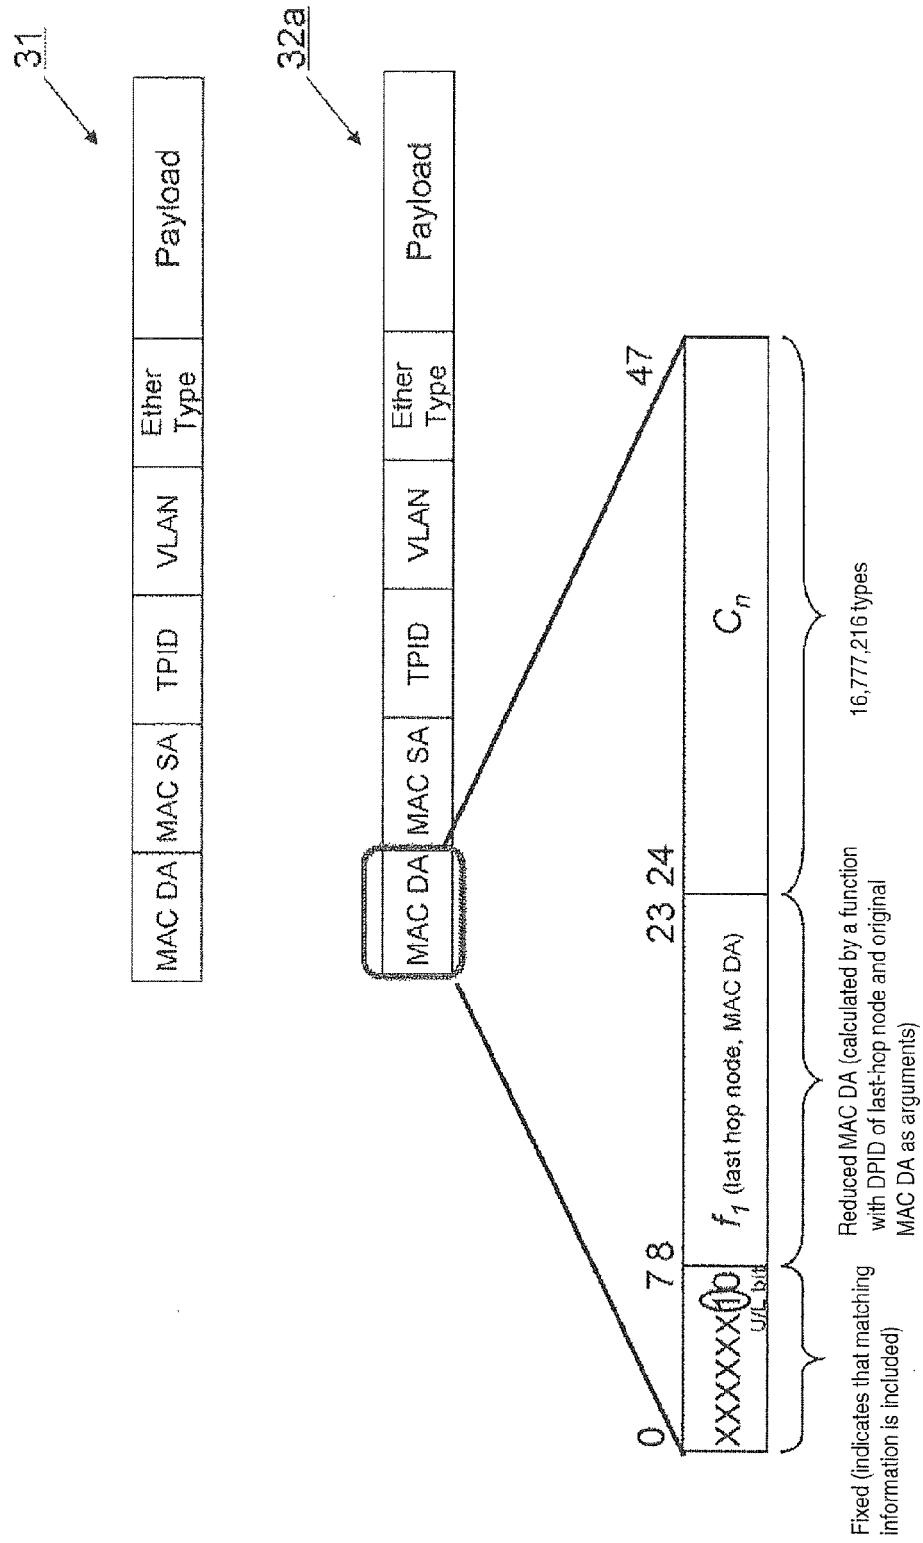 31
MAC DA MAC SA TPID VLAN Ether Type Payload
32a
MAC DA MAC SA TPID VLAN Ether Type Payload
0 7 8 23 24 47
XXXXXX10 f1 (last hop node, MAC DA) Cn
U/L bit
Fixed (indicates that matching
information is included)
Reduced MAC DA (calculated by a function
with DPID of last-hop node and original
MAC DA as arguments)
16,777,216 types